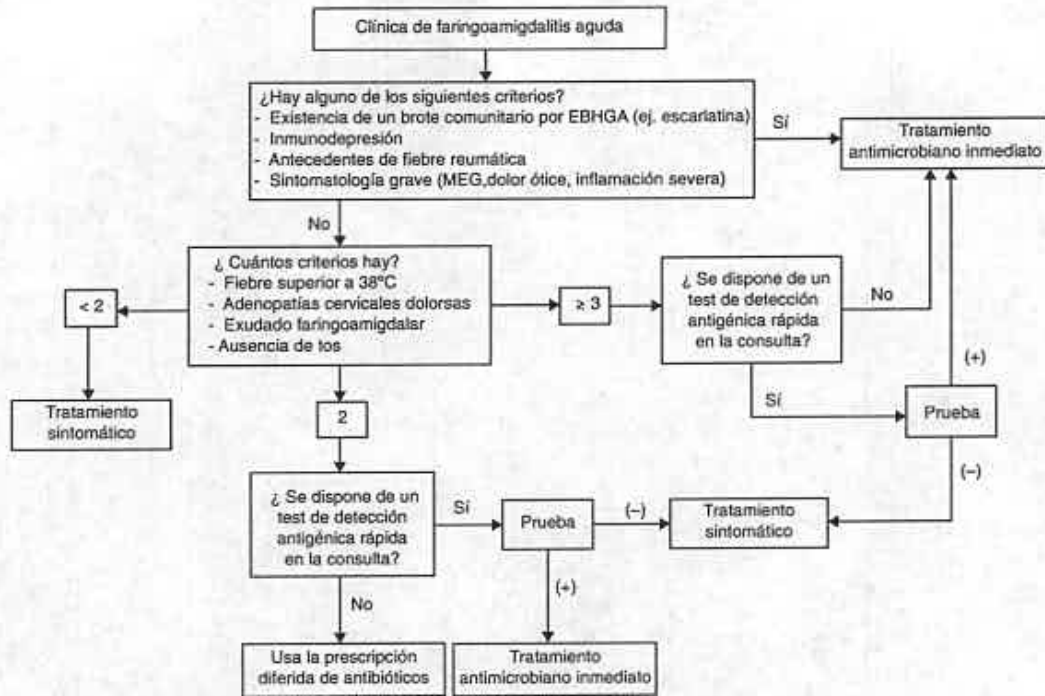 Clínica de faringoamigdalitis aguda
¿Hay alguno de los siguientes criterios?
- Existencia de un brote comunitario por EBHGA (ej. escarlatina)
- Inmunodepresión
- Antecedentes de fiebre reumática
- Sintomatología grave (MEG,dolor ótice, inflamación severa)
Sí
Tratamiento
antimicrobiano inmediato
No
¿ Cuántos criterios hay?
- Fiebre superior a 38ºC
- Adenopatías cervicales dolorsas
- Exudado faringoamigdalar
- Ausencia de tos
< 2
≥ 3
¿ Se dispone de un
test de detección
antigénica rápida
en la consulta?
No
(+)
Sí
Prueba
(–)
Tratamiento
sintomático
2
¿ Se dispone de un
test de detección
antigénica rápida
en la consulta?
Sí
Prueba
(–)
Tratamiento
sintomático
(+)
No
Usa la prescripción
diferida de antibióticos
Tratamiento
antimicrobiano inmediato